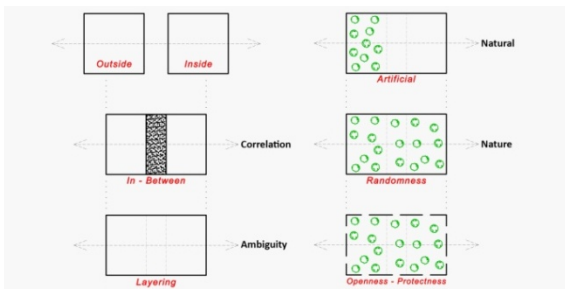 Outside
Inside
Natural
Artificial
Correlation
In - Between
Nature
Randomness
Ambiguity
Layering
Openness - Protectness